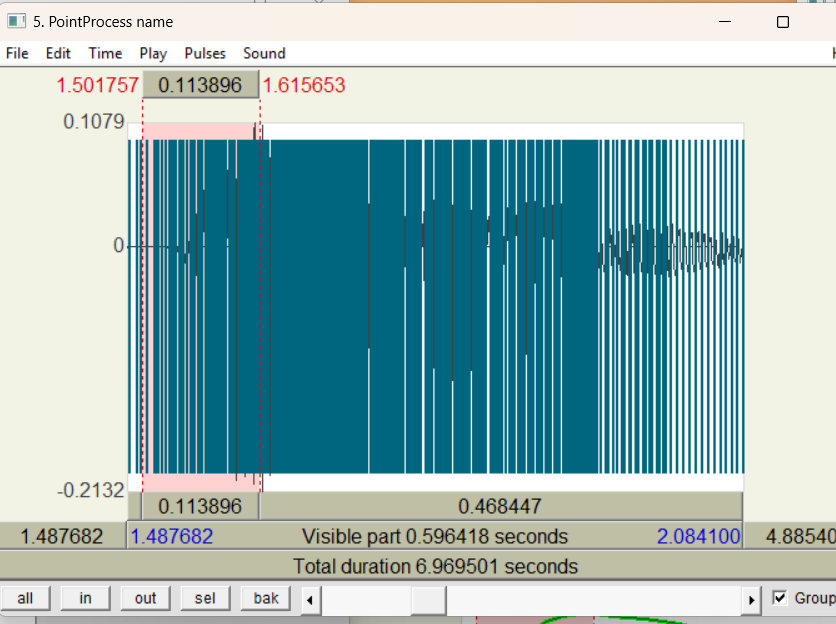 5. PointProcess name
File Edit Time Play Pulses Sound
1.501757 0.113896 1.615653
0.1079
0
-0.2132
0.113896 0.468447
1.487682 1.487682 Visible part 0.596418 seconds 2.084100 4.88540
Total duration 6.969501 seconds
all in out sel bak Group